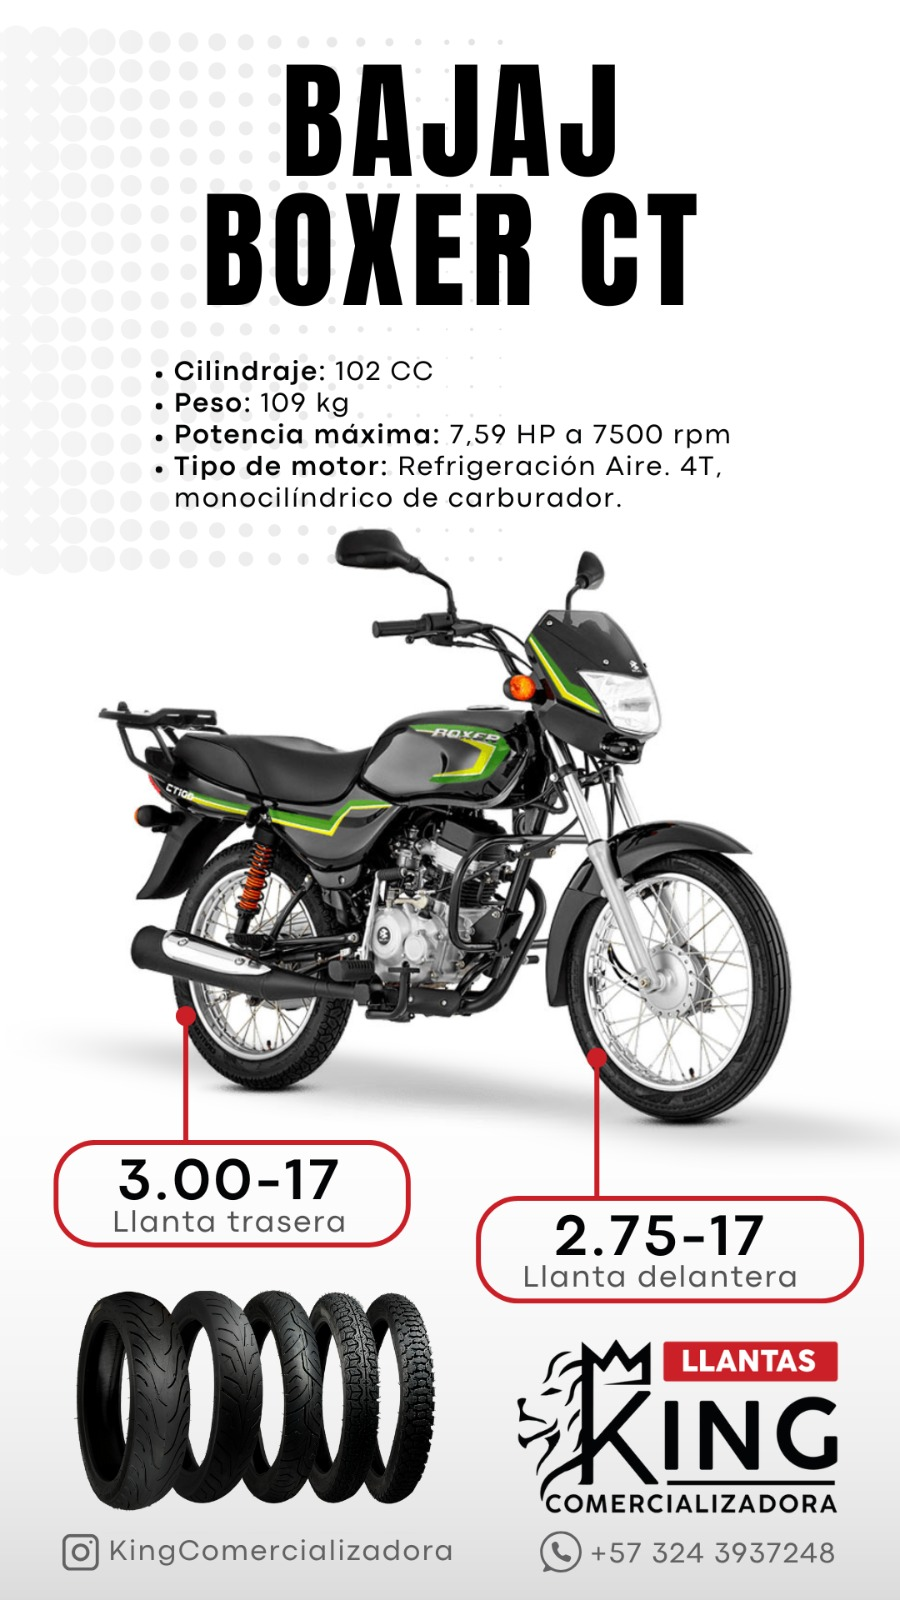 BAJAJ
BOXER CT
• Cilindraje: 102 CC
• Peso: 109 kg
• Potencia máxima: 7,59 HP a 7500 rpm
• Tipo de motor: Refrigeración Aire. 4T,
monocilíndrico de carburador.
BOXER
CT100
3.00-17
Llanta trasera
2.75-17
Llanta delantera
LLANTAS
KING
COMERCIALIZADORA
KingComercializadora
+57 324 3937248